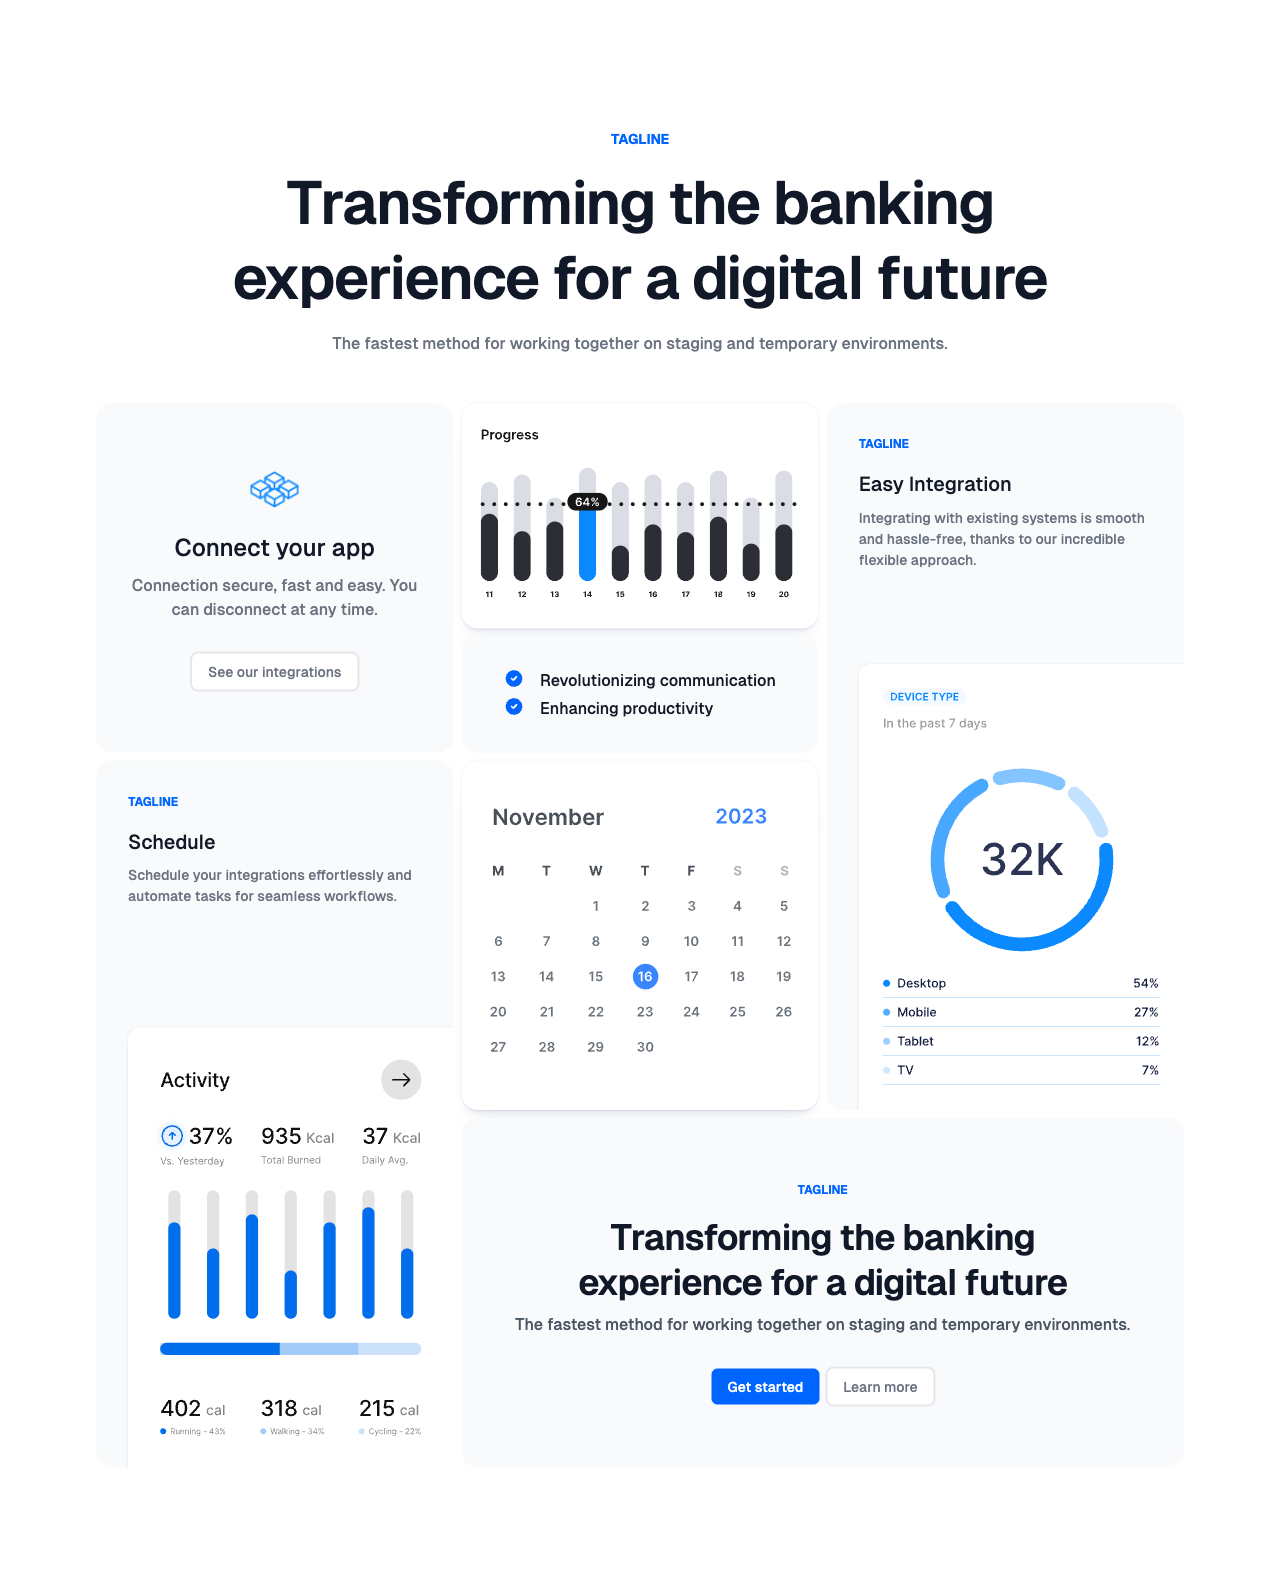 TAGLINE
Transforming the banking
experience for a digital future
The fastest method for working together on staging and temporary environments.
Connect your app
Connection secure, fast and easy. You
can disconnect at any time.
See our integrations
Progress
64%
11 12 13 14 15 16 17 18 19 20
Revolutionizing communication
Enhancing productivity
TAGLINE
Easy Integration
Integrating with existing systems is smooth
and hassle-free, thanks to our incredible
flexible approach.
DEVICE TYPE
In the past 7 days
32K
Desktop 54%
Mobile 27%
Tablet 12%
TV 7%
TAGLINE
Schedule
Schedule your integrations effortlessly and
automate tasks for seamless workflows.
Activity
37% 935 Kcal 37 Kcal
Vs. Yesterday Total Burned Daily Avg.
402 cal 318 cal 215 cal
Running - 43% Walking - 34% Cycling - 22%
November 2023
M T W T F S S
1 2 3 4 5
6 7 8 9 10 11 12
13 14 15 16 17 18 19
20 21 22 23 24 25 26
27 28 29 30
TAGLINE
Transforming the banking
experience for a digital future
The fastest method for working together on staging and temporary environments.
Get started Learn more